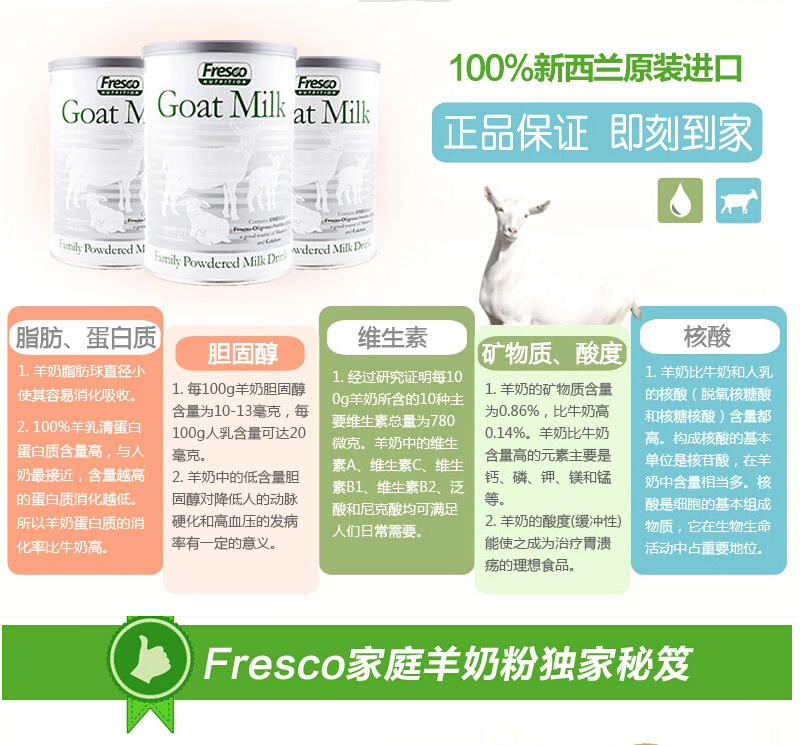 Fresco
NUTRITION
Goat M
Fresco
NUTRITION
Goat Milk
Fresco
NUTRITION
at Milk
Family Powdered M
Family Powdered Milk Drink
wdered Milk
and Calcium
100%新西兰原装进口
正品保证 即刻到家
脂肪、蛋白质
1. 羊奶脂肪球直径小
使其容易消化吸收。
2. 100%羊乳清蛋白
蛋白质含量高，与人
奶最接近，含量越高
的蛋白质消化越低。
所以羊奶蛋白质的消
化率比牛奶高。
胆固醇
1. 每100g羊奶胆固醇
含量为10-13毫克，每
100g人乳含量可达20
毫克。
2. 羊奶中的低含量胆
固醇对降低人的动脉
硬化和高血压的发病
率有一定的意义。
维生素
1. 经过研究证明每10
0g羊奶所含的10种主
要维生素总量为780
微克。羊奶中的维生
素A、维生素C、维生
素B1、维生素B2、泛
酸和尼克酸均可满足
人们日常需要。
矿物质、酸度
1. 羊奶的矿物质含量
为0.86%，比牛奶高
0.14%。羊奶比牛奶
含量高的元素主要是
钙、磷、钾、镁和锰
等。
2. 羊奶的酸度(缓冲性)
能使之成为治疗胃溃
疡的理想食品。
核酸
1. 羊奶比牛奶和人乳
的核酸（脱氧核糖酸
和核糖核酸）含量都
高。构成核酸的基本
单位是核苷酸，在羊
奶中含量相当多。核
酸是细胞的基本组成
物质，它在生物生命
活动中占重要地位。
Fresco家庭羊奶粉独家秘笈